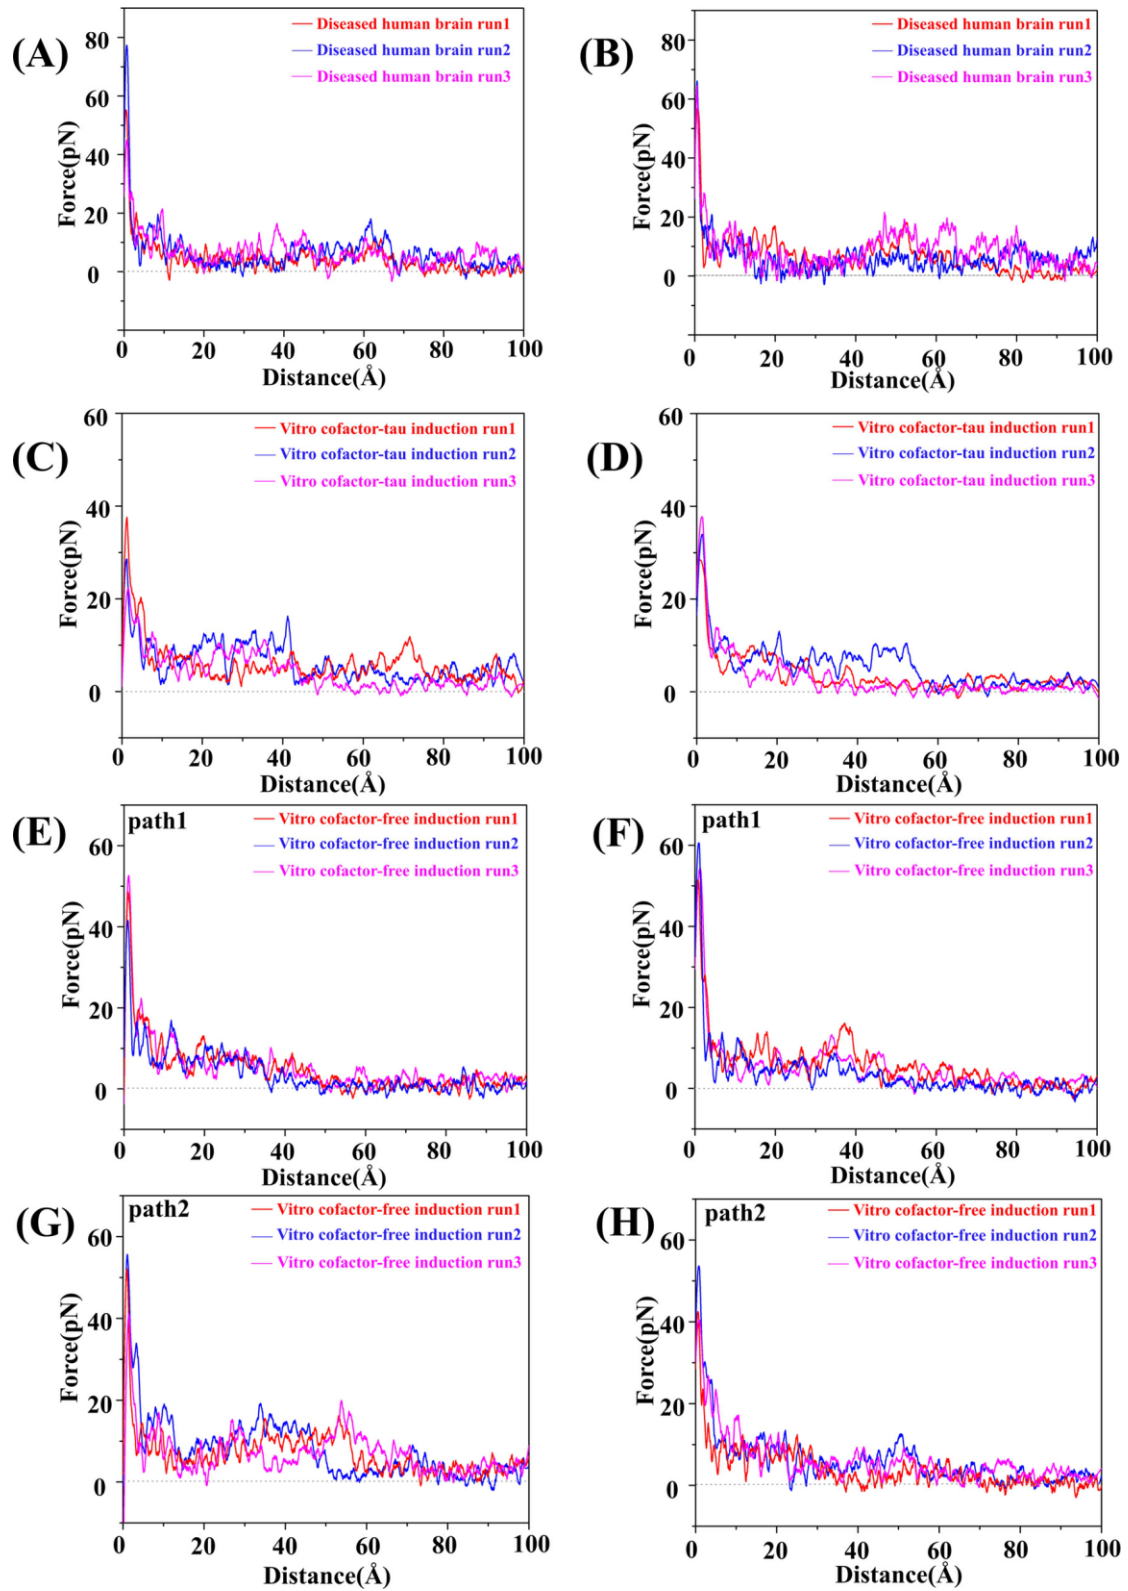 (A)
Diseased human brain run1
Diseased human brain run2
Diseased human brain run3
80
60
40
20
0
Force(pN)
0 20 40 60 80 100
Distance(Å)
(B)
Diseased human brain run1
Diseased human brain run2
Diseased human brain run3
80
60
40
20
0
Force(pN)
0 20 40 60 80 100
Distance(Å)
(C)
Vitro cofactor-tau induction run1
Vitro cofactor-tau induction run2
Vitro cofactor-tau induction run3
60
40
20
0
Force(pN)
0 20 40 60 80 100
Distance(Å)
(D)
Vitro cofactor-tau induction run1
Vitro cofactor-tau induction run2
Vitro cofactor-tau induction run3
60
40
20
0
Force(pN)
0 20 40 60 80 100
Distance(Å)
(E)
path1
Vitro cofactor-free induction run1
Vitro cofactor-free induction run2
Vitro cofactor-free induction run3
60
40
20
0
Force(pN)
0 20 40 60 80 100
Distance(Å)
(F)
path1
Vitro cofactor-free induction run1
Vitro cofactor-free induction run2
Vitro cofactor-free induction run3
60
40
20
0
Force(pN)
0 20 40 60 80 100
Distance(Å)
(G)
path2
Vitro cofactor-free induction run1
Vitro cofactor-free induction run2
Vitro cofactor-free induction run3
60
40
20
0
Force(pN)
0 20 40 60 80 100
Distance(Å)
(H)
path2
Vitro cofactor-free induction run1
Vitro cofactor-free induction run2
Vitro cofactor-free induction run3
60
40
20
0
Force(pN)
0 20 40 60 80 100
Distance(Å)